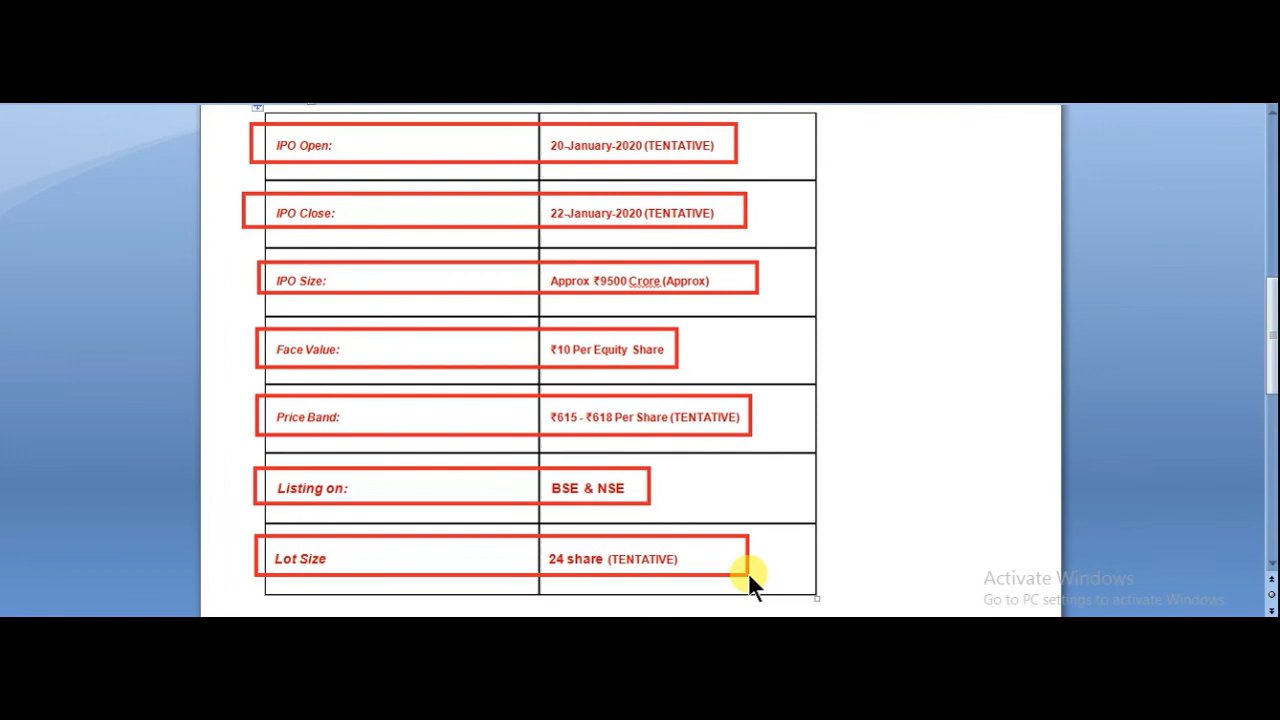 IPO Open: 20-January-2020 (TENTATIVE)
IPO Close: 22-January-2020 (TENTATIVE)
IPO Size: Approx ₹9500 Crore (Approx)
Face Value: ₹10 Per Equity Share
Price Band: ₹615 - ₹618 Per Share (TENTATIVE)
Listing on: BSE & NSE
Lot Size 24 share (TENTATIVE)
Activate Windows
Go to PC settings to activate Windows.